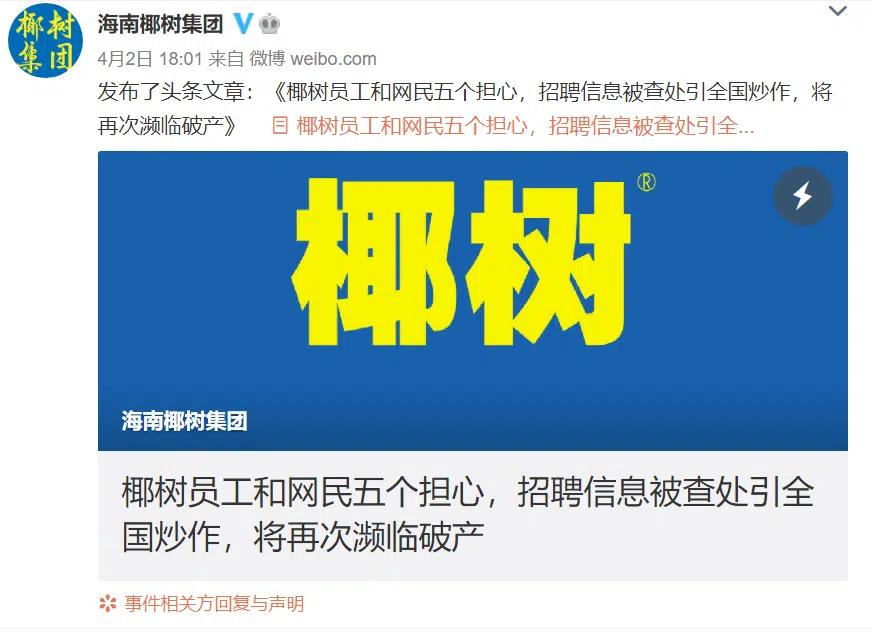 椰树
集团
海南椰树集团
4月2日 18:01 来自 微博 weibo.com
发布了头条文章：《椰树员工和网民五个担心，招聘信息被查处引全国炒作，将
再次濒临破产》 椰树员工和网民五个担心，招聘信息被查处引全...
椰树®
海南椰树集团
椰树员工和网民五个担心，招聘信息被查处引全
国炒作，将再次濒临破产
事件相关方回复与声明